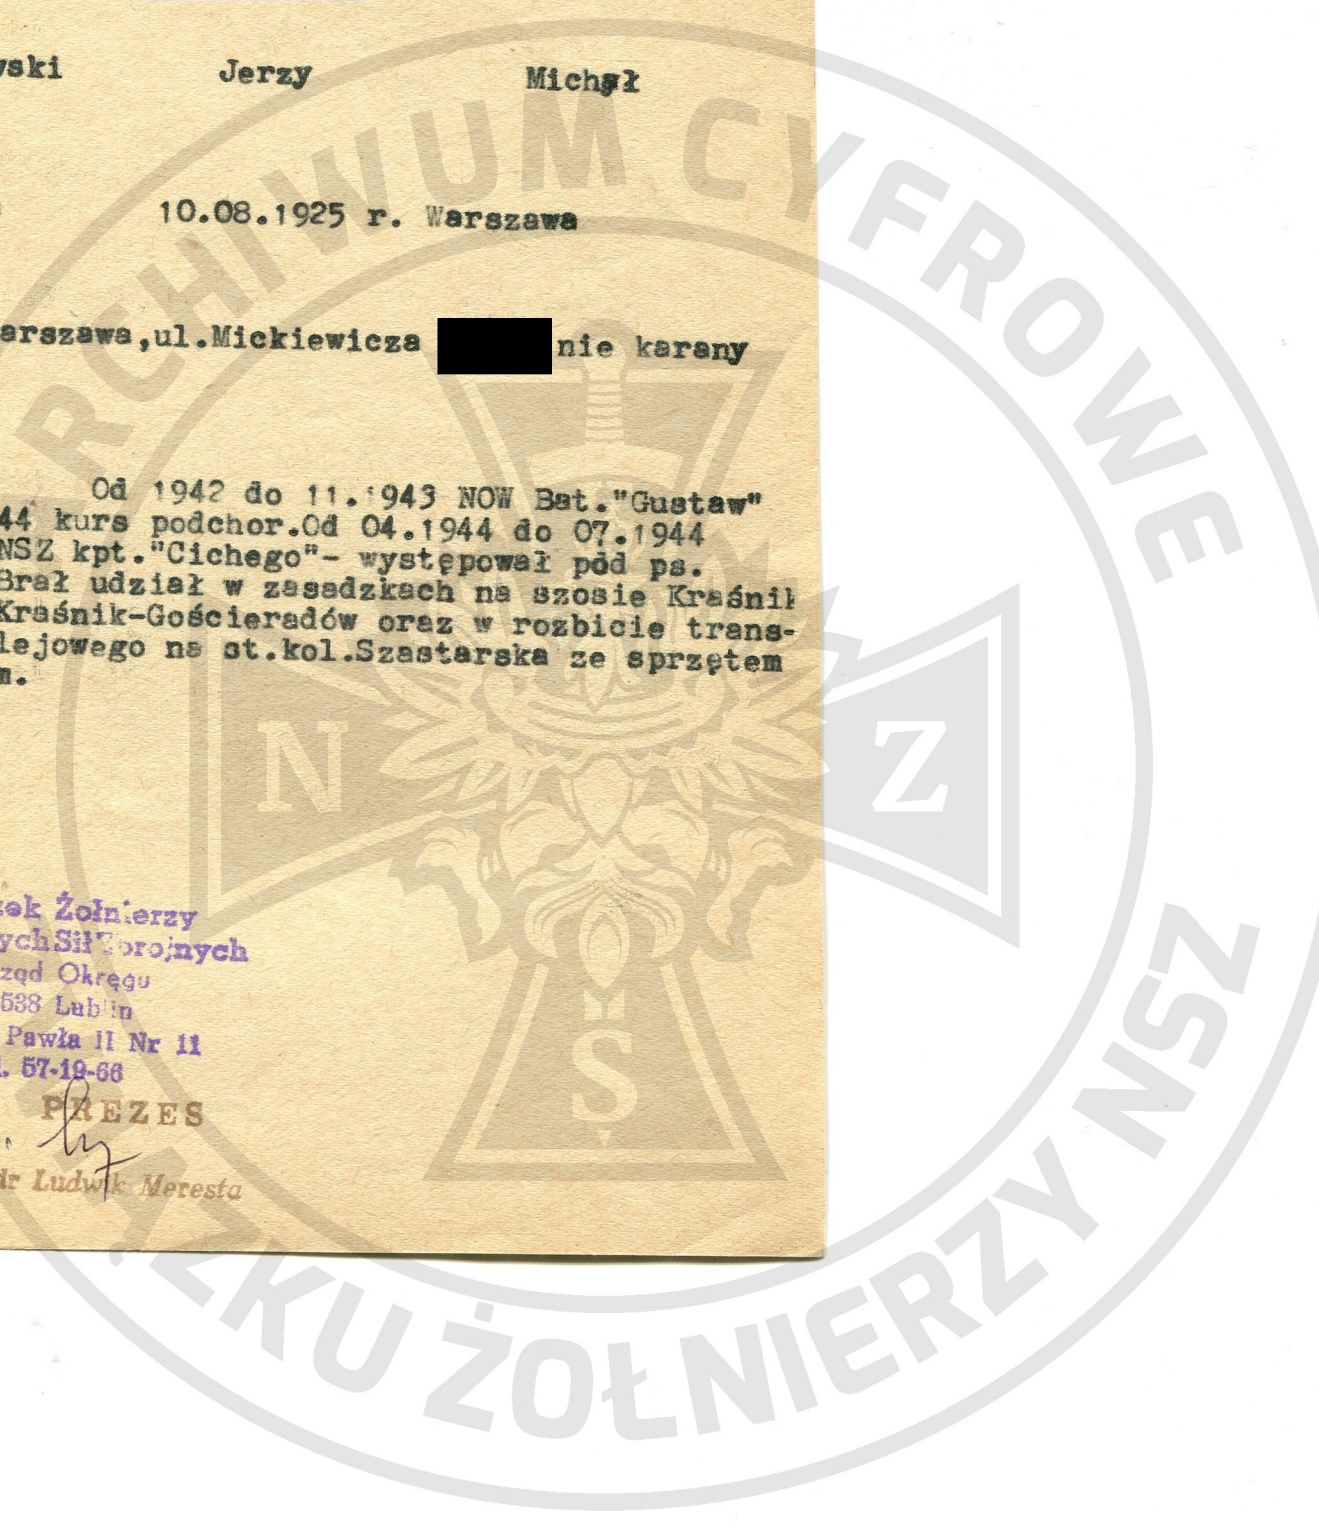 wski Jerzy Michał
10.08.1925 r. Warszawa
arszawa,ul.Mickiewicza nie karany
Od 1942 do 11.1943 NOW Bat."Gustaw"
44 kurs podchor.Od 04.1944 do 07.1944
NSZ kpt."Cichego"- występował pod ps.
Brał udział w zasadzkach na szosie Kraśnik
Kraśnik-Gościeradów oraz w rozbicie trans-
lejowego na st.kol.Szastarska ze sprzętem
m.
zek Żołnierzy
ych Sił Zbrojnych
ząd Okręgu
538 Lublin
Pawła II Nr 11
l. 57-19-66
PREZES
dr Ludwik Meresta
ARCHIWUM CYFROWE
ZWIĄZKU ŻOŁNIERZY NSZ
N S Z